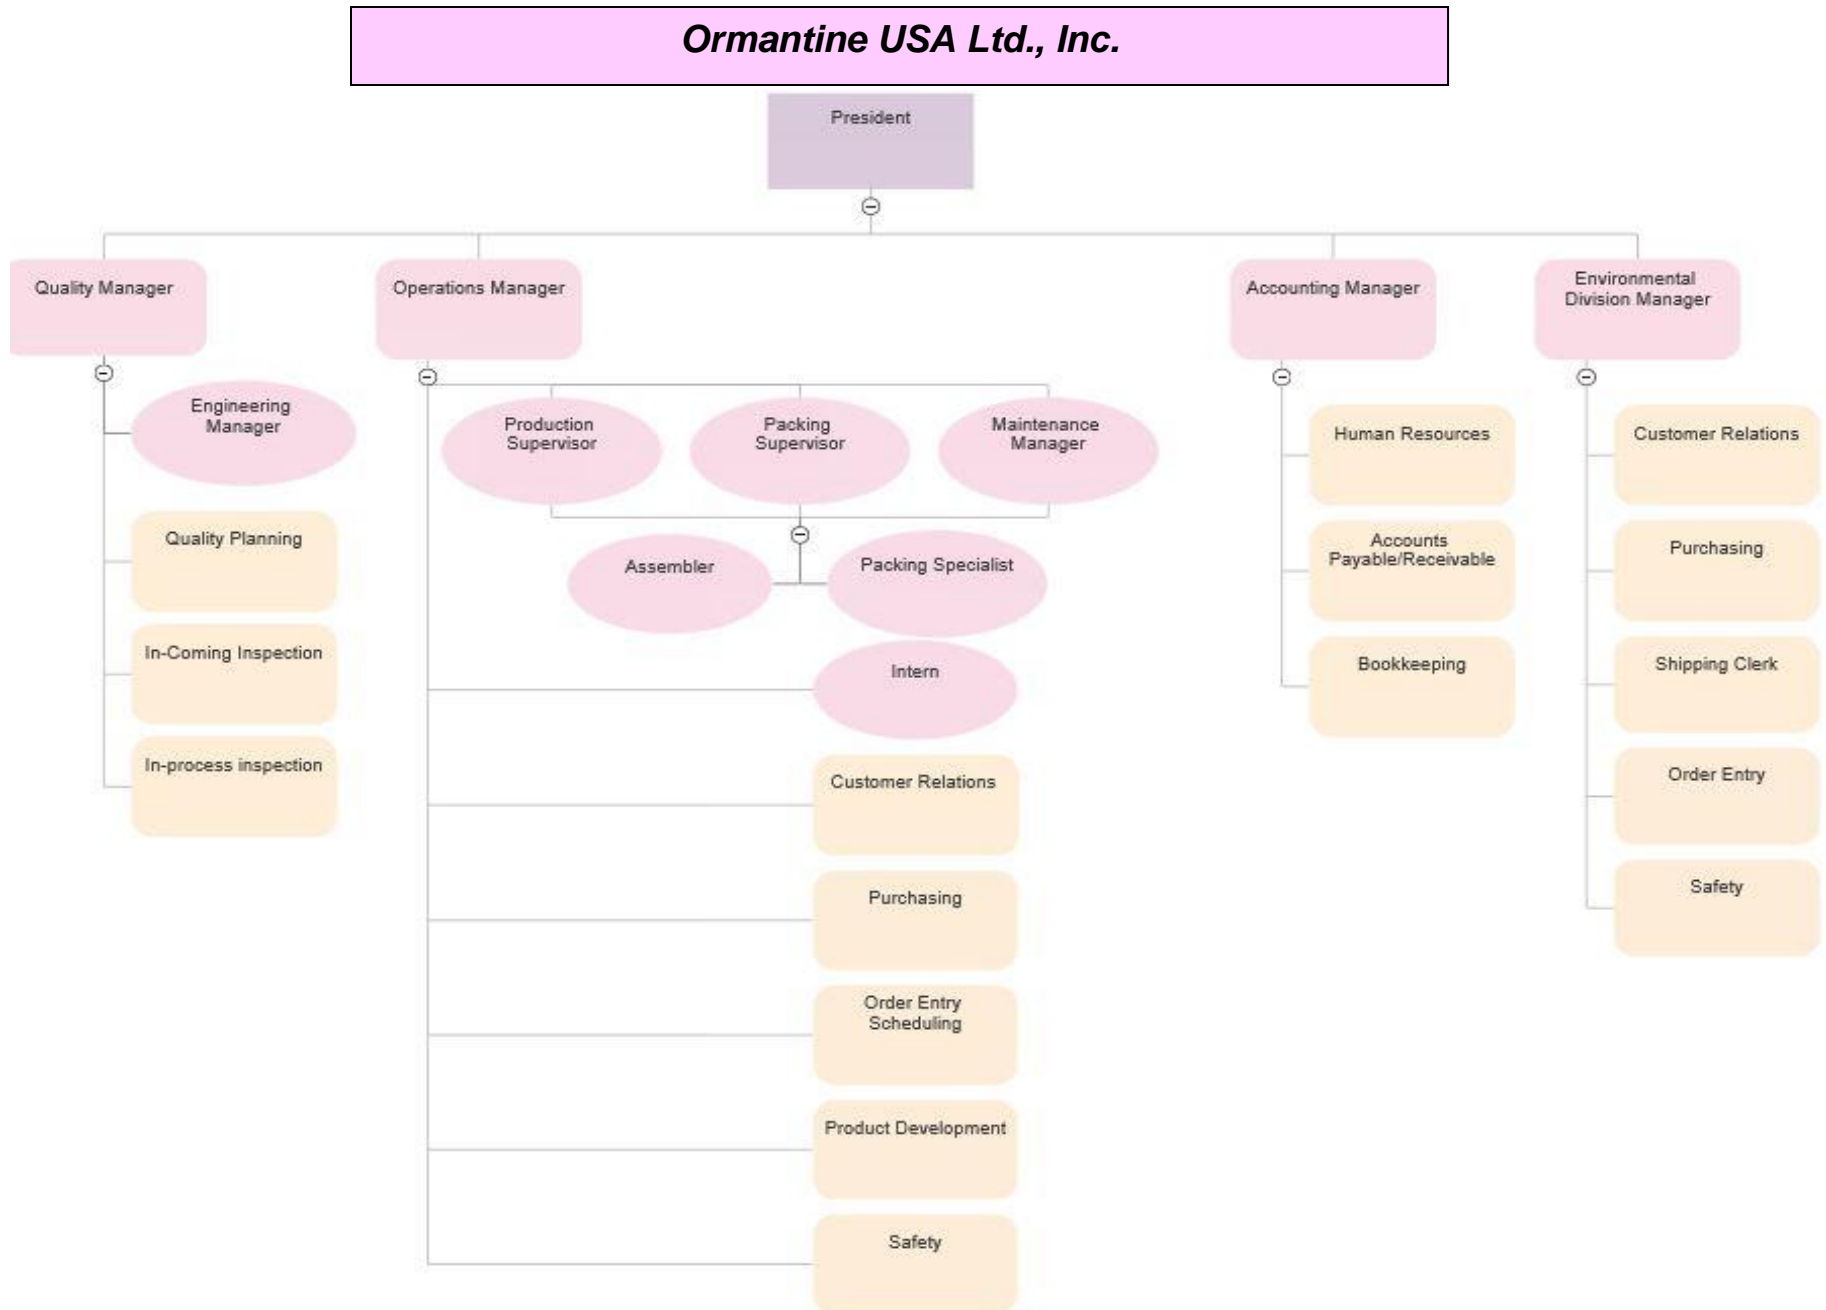 Ormantine USA Ltd., Inc.
President
Quality Manager
Operations Manager
Accounting Manager
Environmental
Division Manager
Engineering
Manager
Quality Planning
In-Coming Inspection
In-process inspection
Production
Supervisor
Packing
Supervisor
Maintenance
Manager
Assembler
Packing Specialist
Intern
Customer Relations
Purchasing
Order Entry
Scheduling
Product Development
Safety
Human Resources
Accounts
Payable/Receivable
Bookkeeping
Customer Relations
Purchasing
Shipping Clerk
Order Entry
Safety